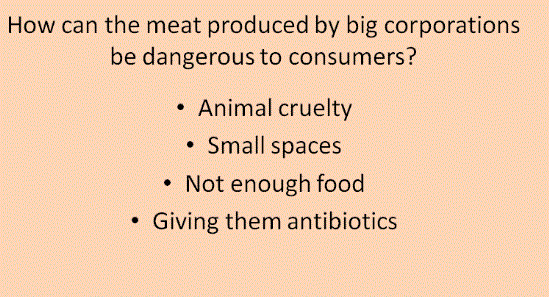 How can the meat produced by big corporations
be dangerous to consumers?
• Animal cruelty
• Small spaces
• Not enough food
• Giving them antibiotics